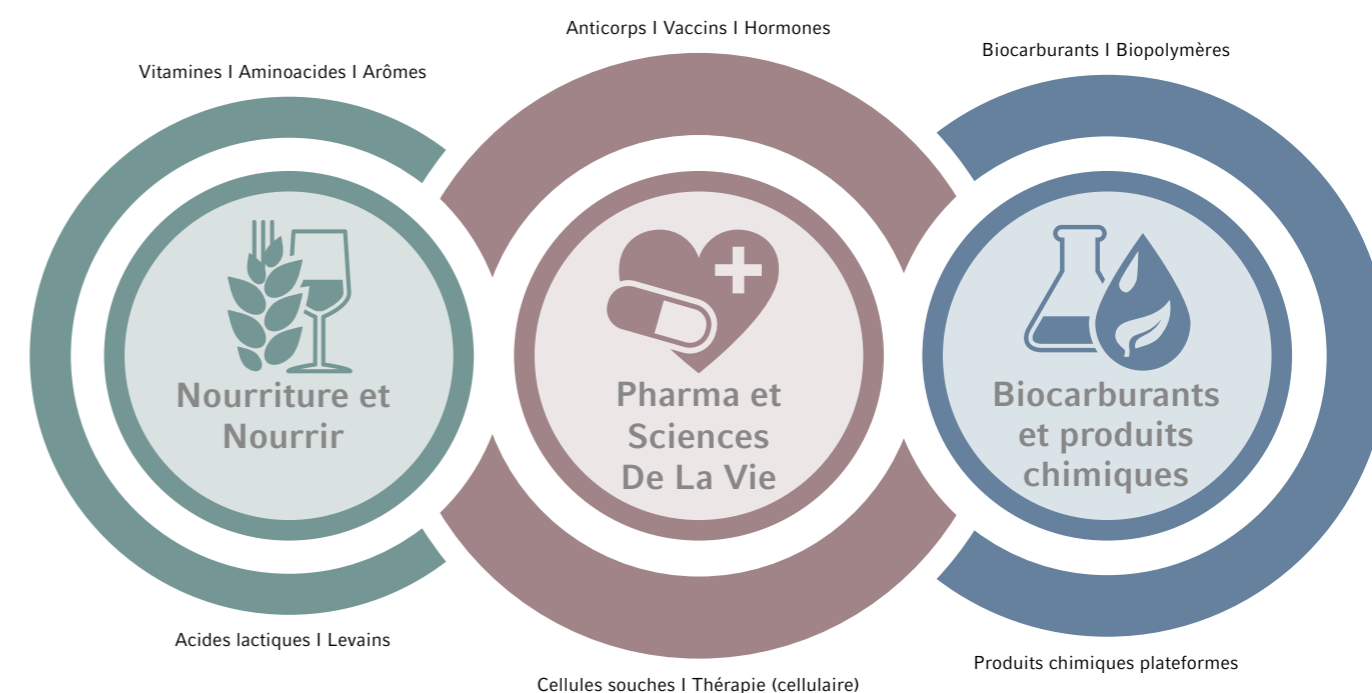 Vitamines I Aminoacides I Arômes
Nourriture et
Nourrir
Acides lactiques I Levains
Anticorps I Vaccins I Hormones
Pharma et
Sciences
De La Vie
Cellules souches I Thérapie (cellulaire)
Biocarburants I Biopolymères
Biocarburants
et produits
chimiques
Produits chimiques plateformes